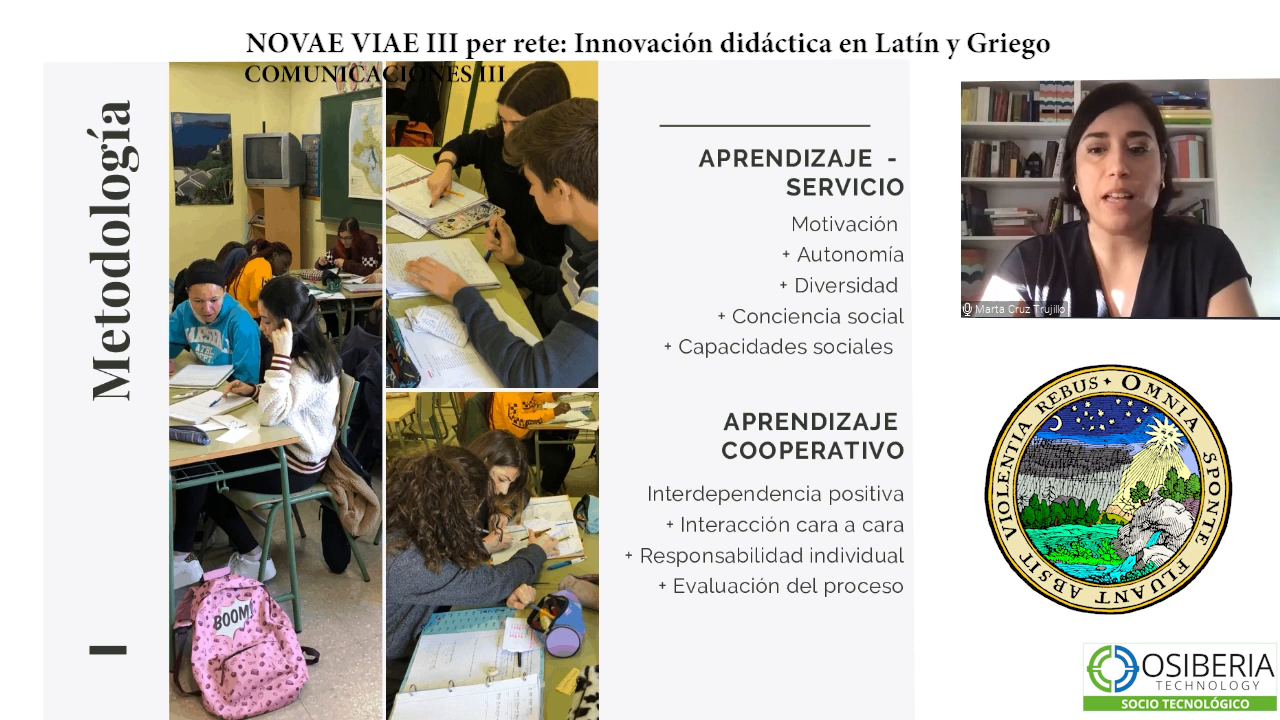 NOVAE VIAE III per rete: Innovación didáctica en Latín y Griego
COMUNICACIONES III
Metodología
APRENDIZAJE -
SERVICIO
Motivación
+ Autonomía
+ Diversidad
+ Conciencia social
+ Capacidades sociales
APRENDIZAJE
COOPERATIVO
Interdependencia positiva
+ Interacción cara a cara
+ Responsabilidad individual
+ Evaluación del proceso
BOOM!
Marta Cruz Trujillo
OMNIA SPONTE FLUANT ABSIT VIOLENTIA REBUS
OSIBERIA
TECHNOLOGY
SOCIO TECNOLÓGICO